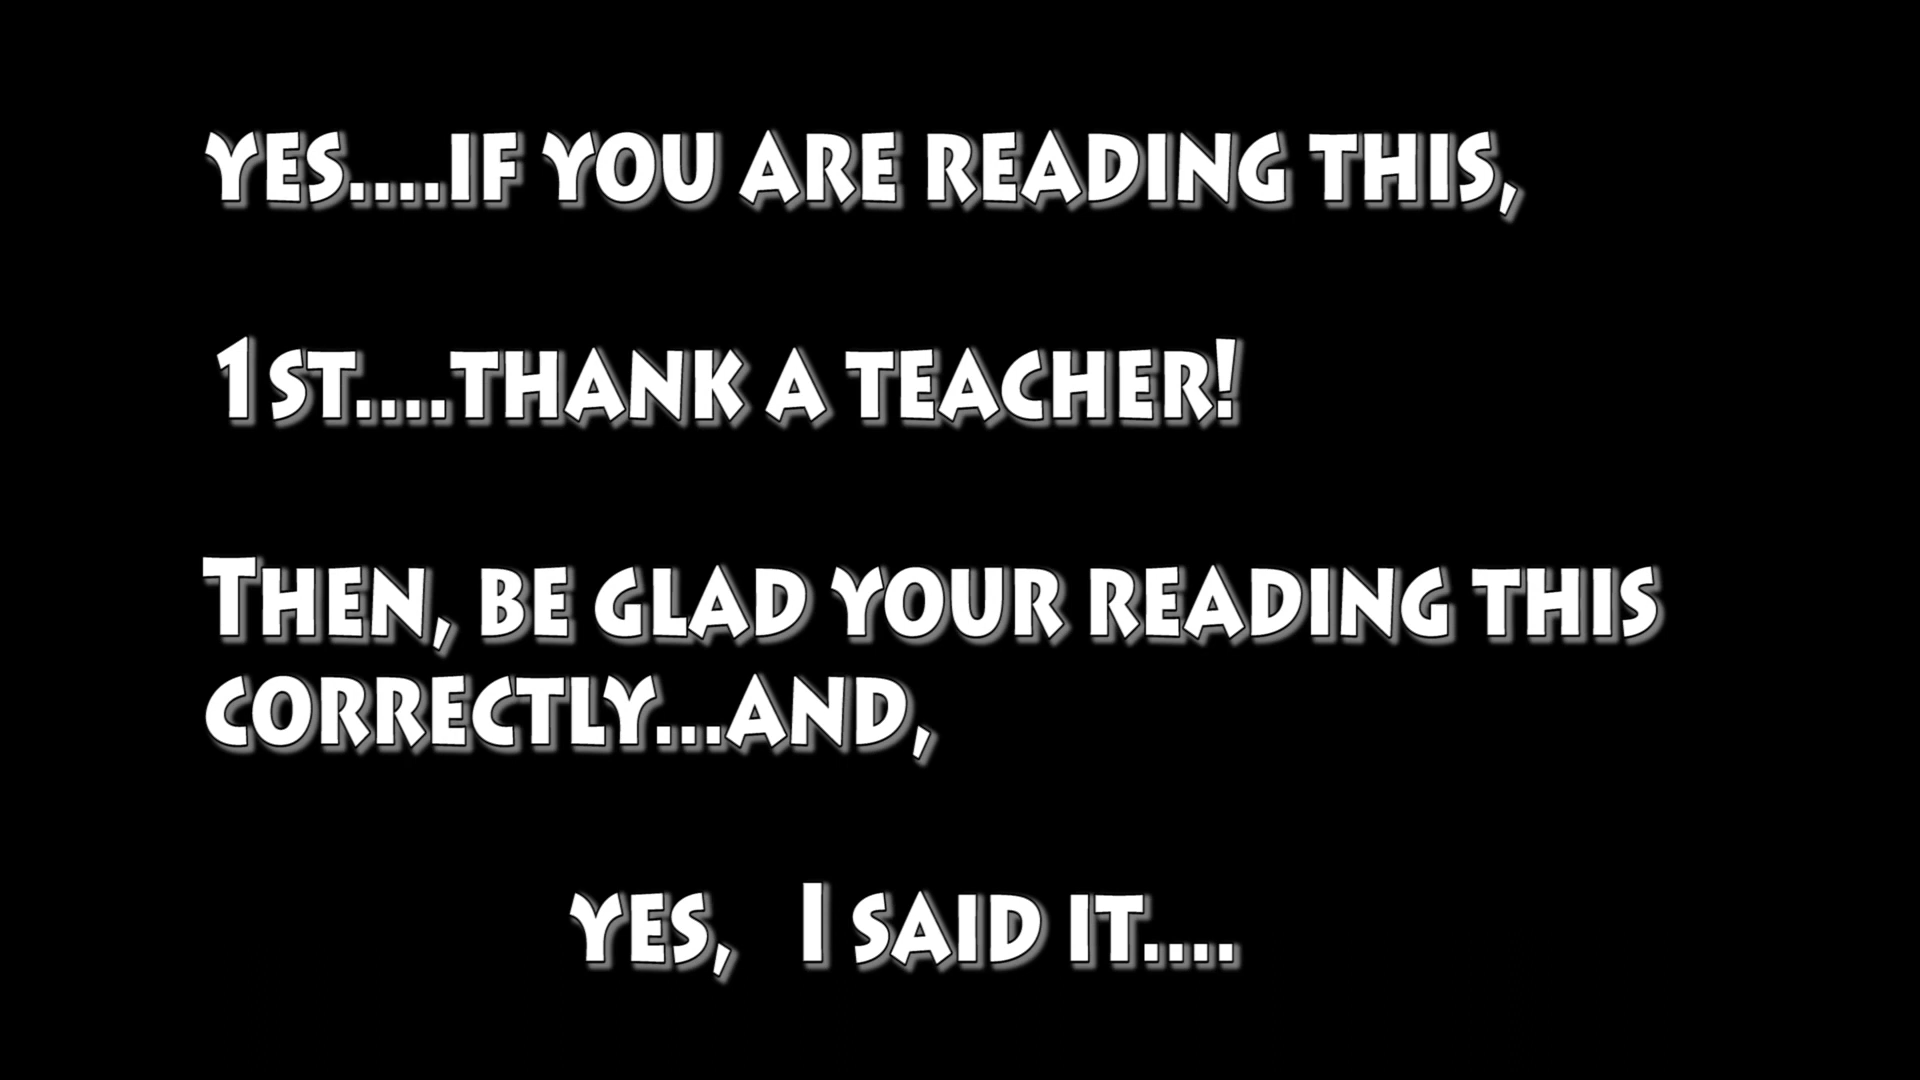 Yes....if you are reading this,
1st....thank a teacher!
Then, be glad your reading this
correctly...and,
yes, I said it....